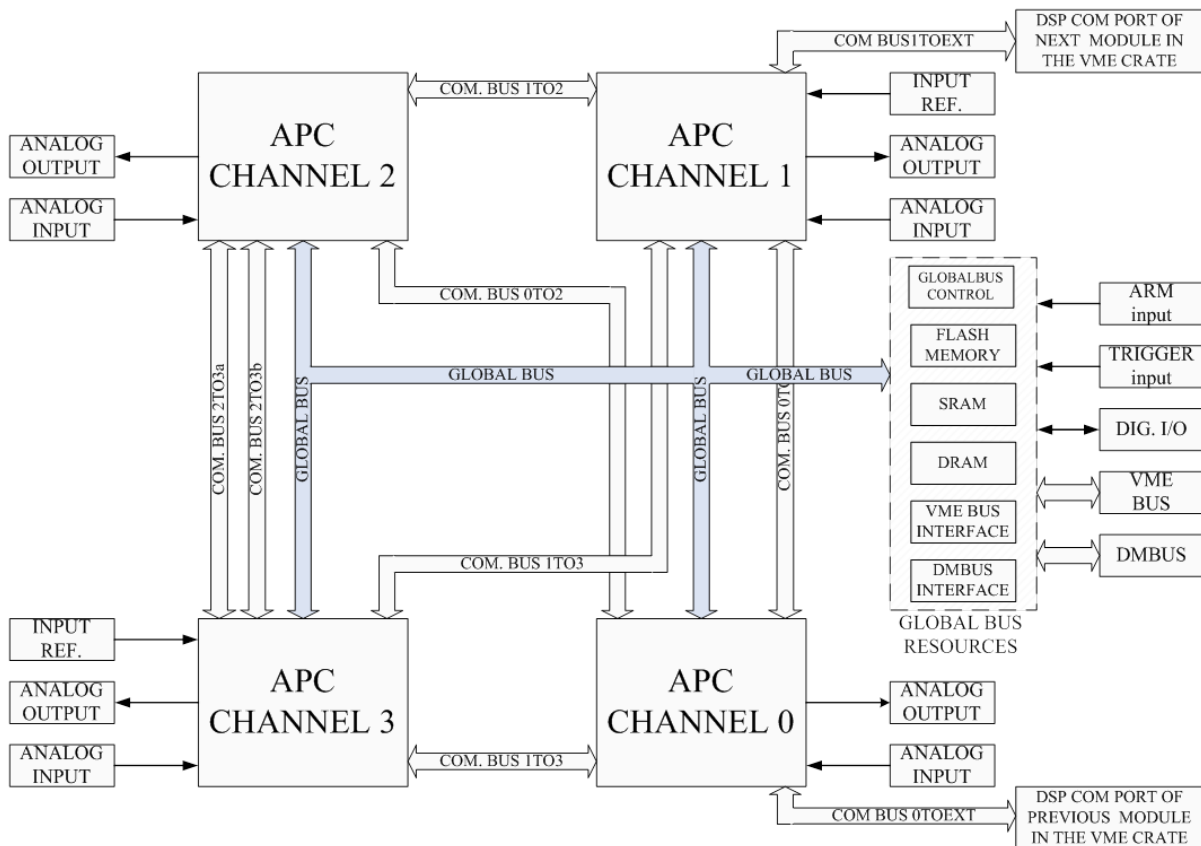 DSP COM PORT OF
NEXT MODULE IN
THE VME CRATE
COM BUS1TOEXT
COM. BUS 1TO2
INPUT
REF.
APC
CHANNEL 2
APC
CHANNEL 1
ANALOG
OUTPUT
ANALOG
OUTPUT
ANALOG
INPUT
ANALOG
INPUT
GLOBALBUS
CONTROL
COM. BUS 0TO2
ARM
input
FLASH
MEMORY
TRIGGER
input
GLOBAL BUS
GLOBAL BUS
COM. BUS 2TO3a
COM. BUS 2TO3b
GLOBAL BUS
GLOBAL BUS
COM. BUS 0TO
SRAM
DIG. I/O
DRAM
VME
BUS
VME BUS
INTERFACE
COM. BUS 1TO3
DMBUS
DMBUS
INTERFACE
GLOBAL BUS
RESOURCES
INPUT
REF.
APC
CHANNEL 3
APC
CHANNEL 0
ANALOG
OUTPUT
ANALOG
OUTPUT
COM. BUS 1TO3
ANALOG
INPUT
ANALOG
INPUT
COM BUS 0TOEXT
DSP COM PORT OF
PREVIOUS MODULE
IN THE VME CRATE